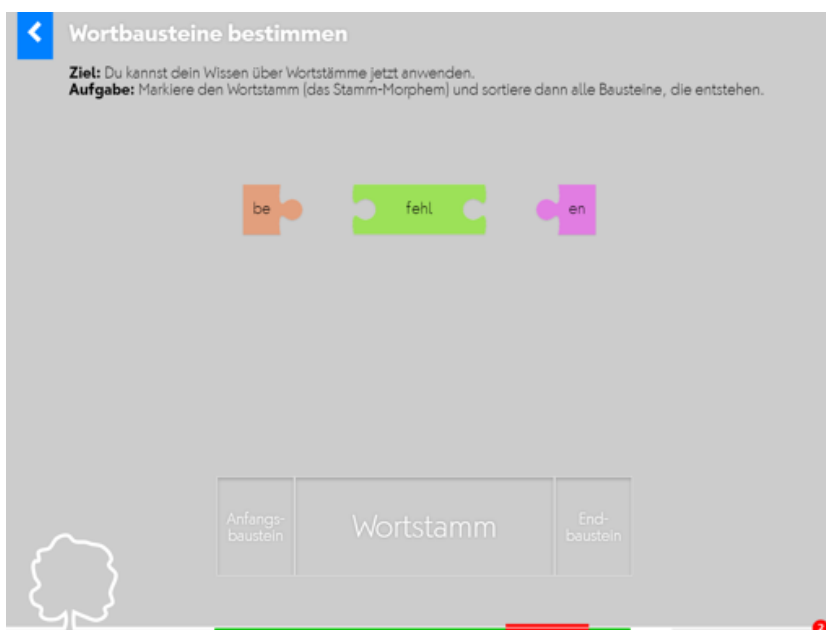 Wortbausteine bestimmen
Ziel: Du kannst dein Wissen über Wortstämme jetzt anwenden.
Aufgabe: Markiere den Wortstamm (das Stamm-Morphem) und sortiere dann alle Bausteine, die entstehen.
be fehl en
Anfangs-
baustein
Wortstamm
End-
baustein
2